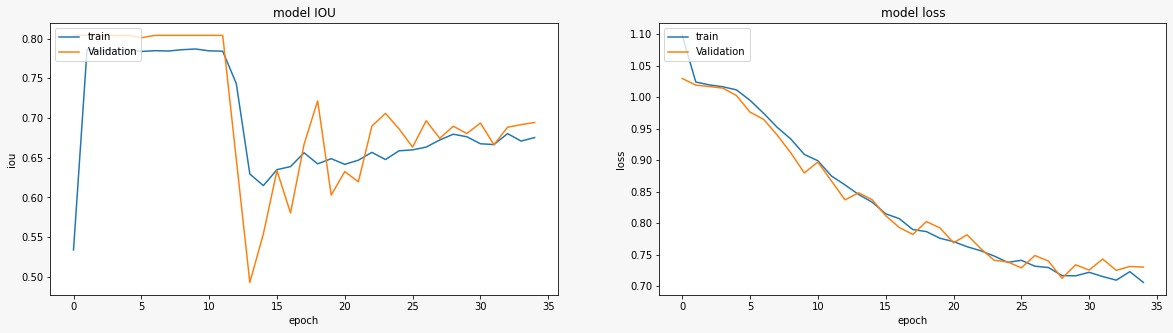 model IOU
train
Validation
0.80
0.75
0.70
0.65
0.60
0.55
0.50
iou
0 5 10 15 20 25 30 35
epoch
model loss
train
Validation
1.10
1.05
1.00
0.95
0.90
0.85
0.80
0.75
0.70
loss
0 5 10 15 20 25 30 35
epoch